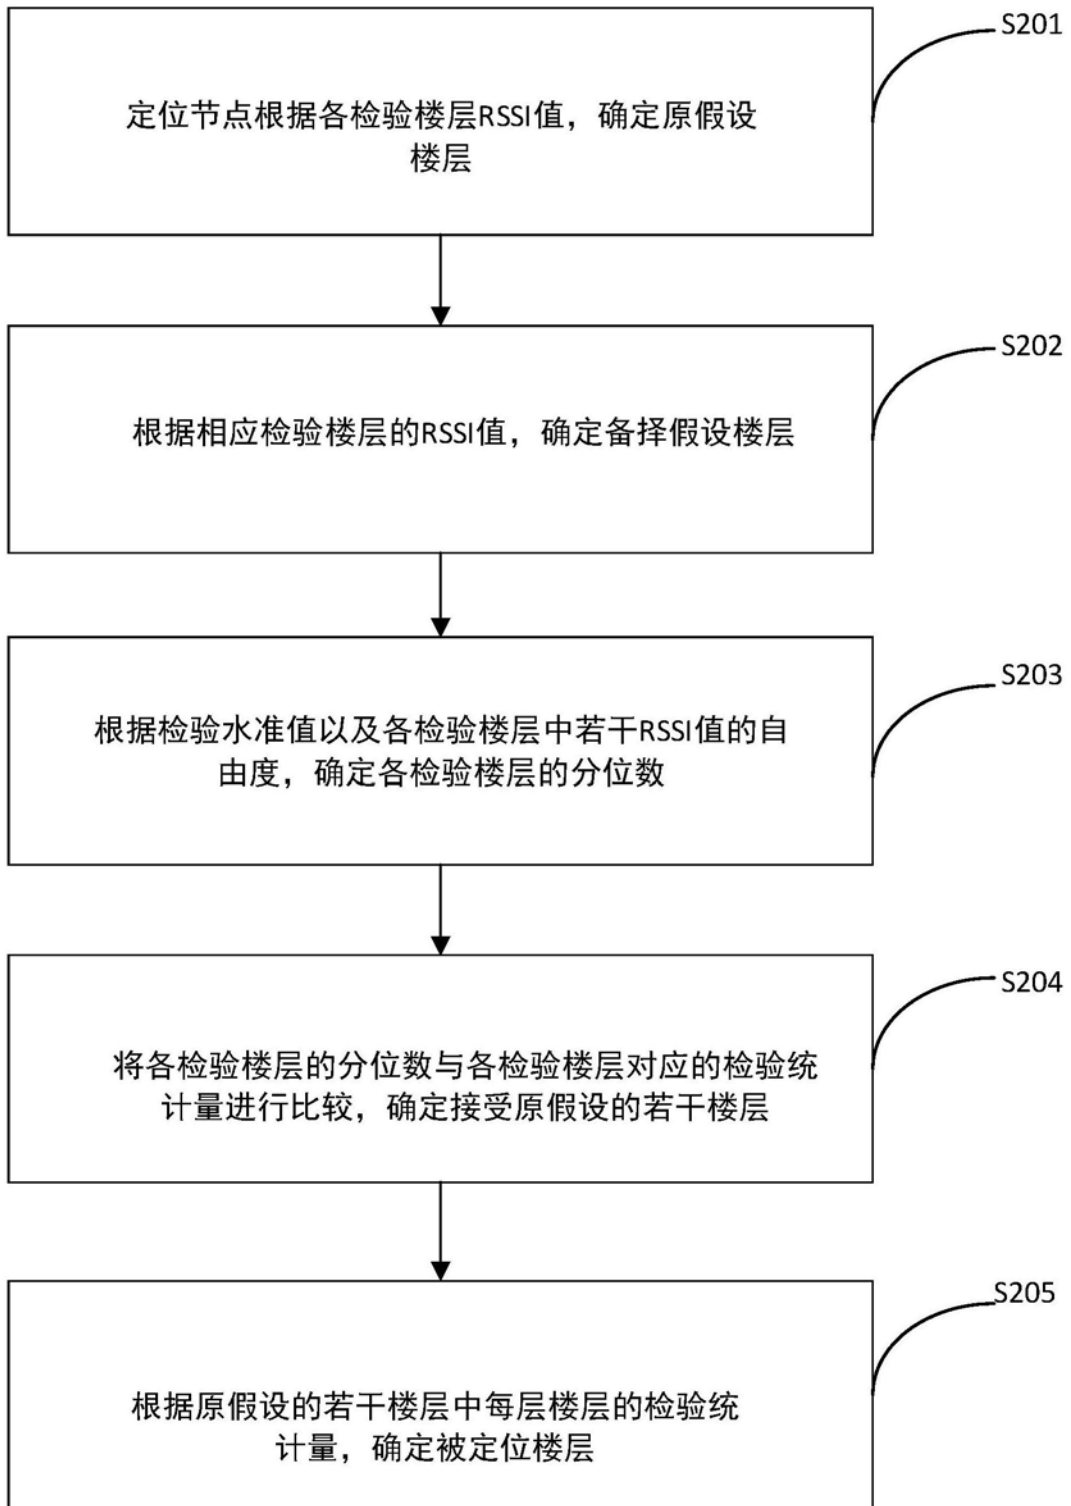 S201
定位节点根据各检验楼层RSSI值，确定原假设
楼层
S202
根据相应检验楼层的RSSI值，确定备择假设楼层
S203
根据检验水准值以及各检验楼层中若干RSSI值的自
由度，确定各检验楼层的分位数
S204
将各检验楼层的分位数与各检验楼层对应的检验统
计量进行比较，确定接受原假设的若干楼层
S205
根据原假设的若干楼层中每层楼层的检验统
计量，确定被定位楼层